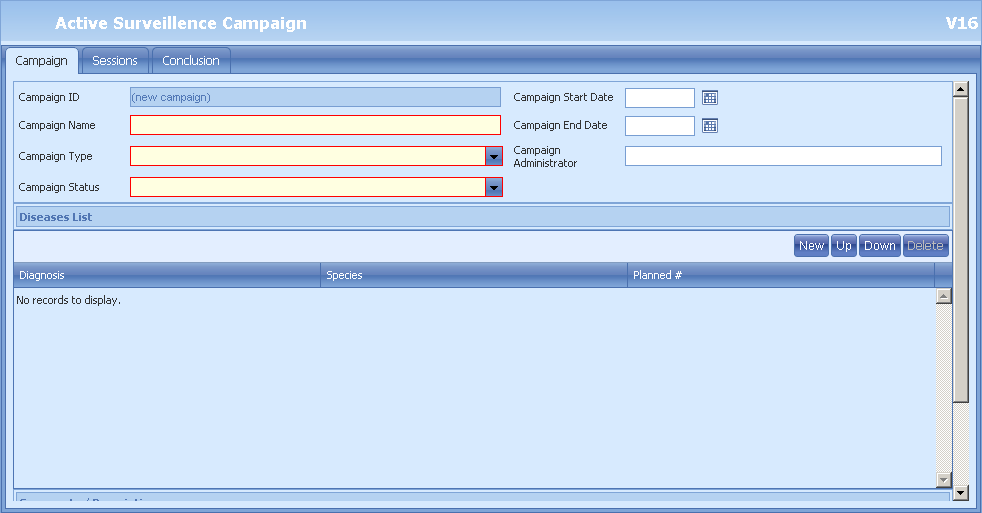 Active Surveillence Campaign
V16
Campaign Sessions Conclusion
Campaign ID (new campaign) Campaign Start Date
Campaign Name Campaign End Date
Campaign Type Campaign Administrator
Campaign Status
Diseases List
New Up Down Delete
Diagnosis Species Planned #
No records to display.